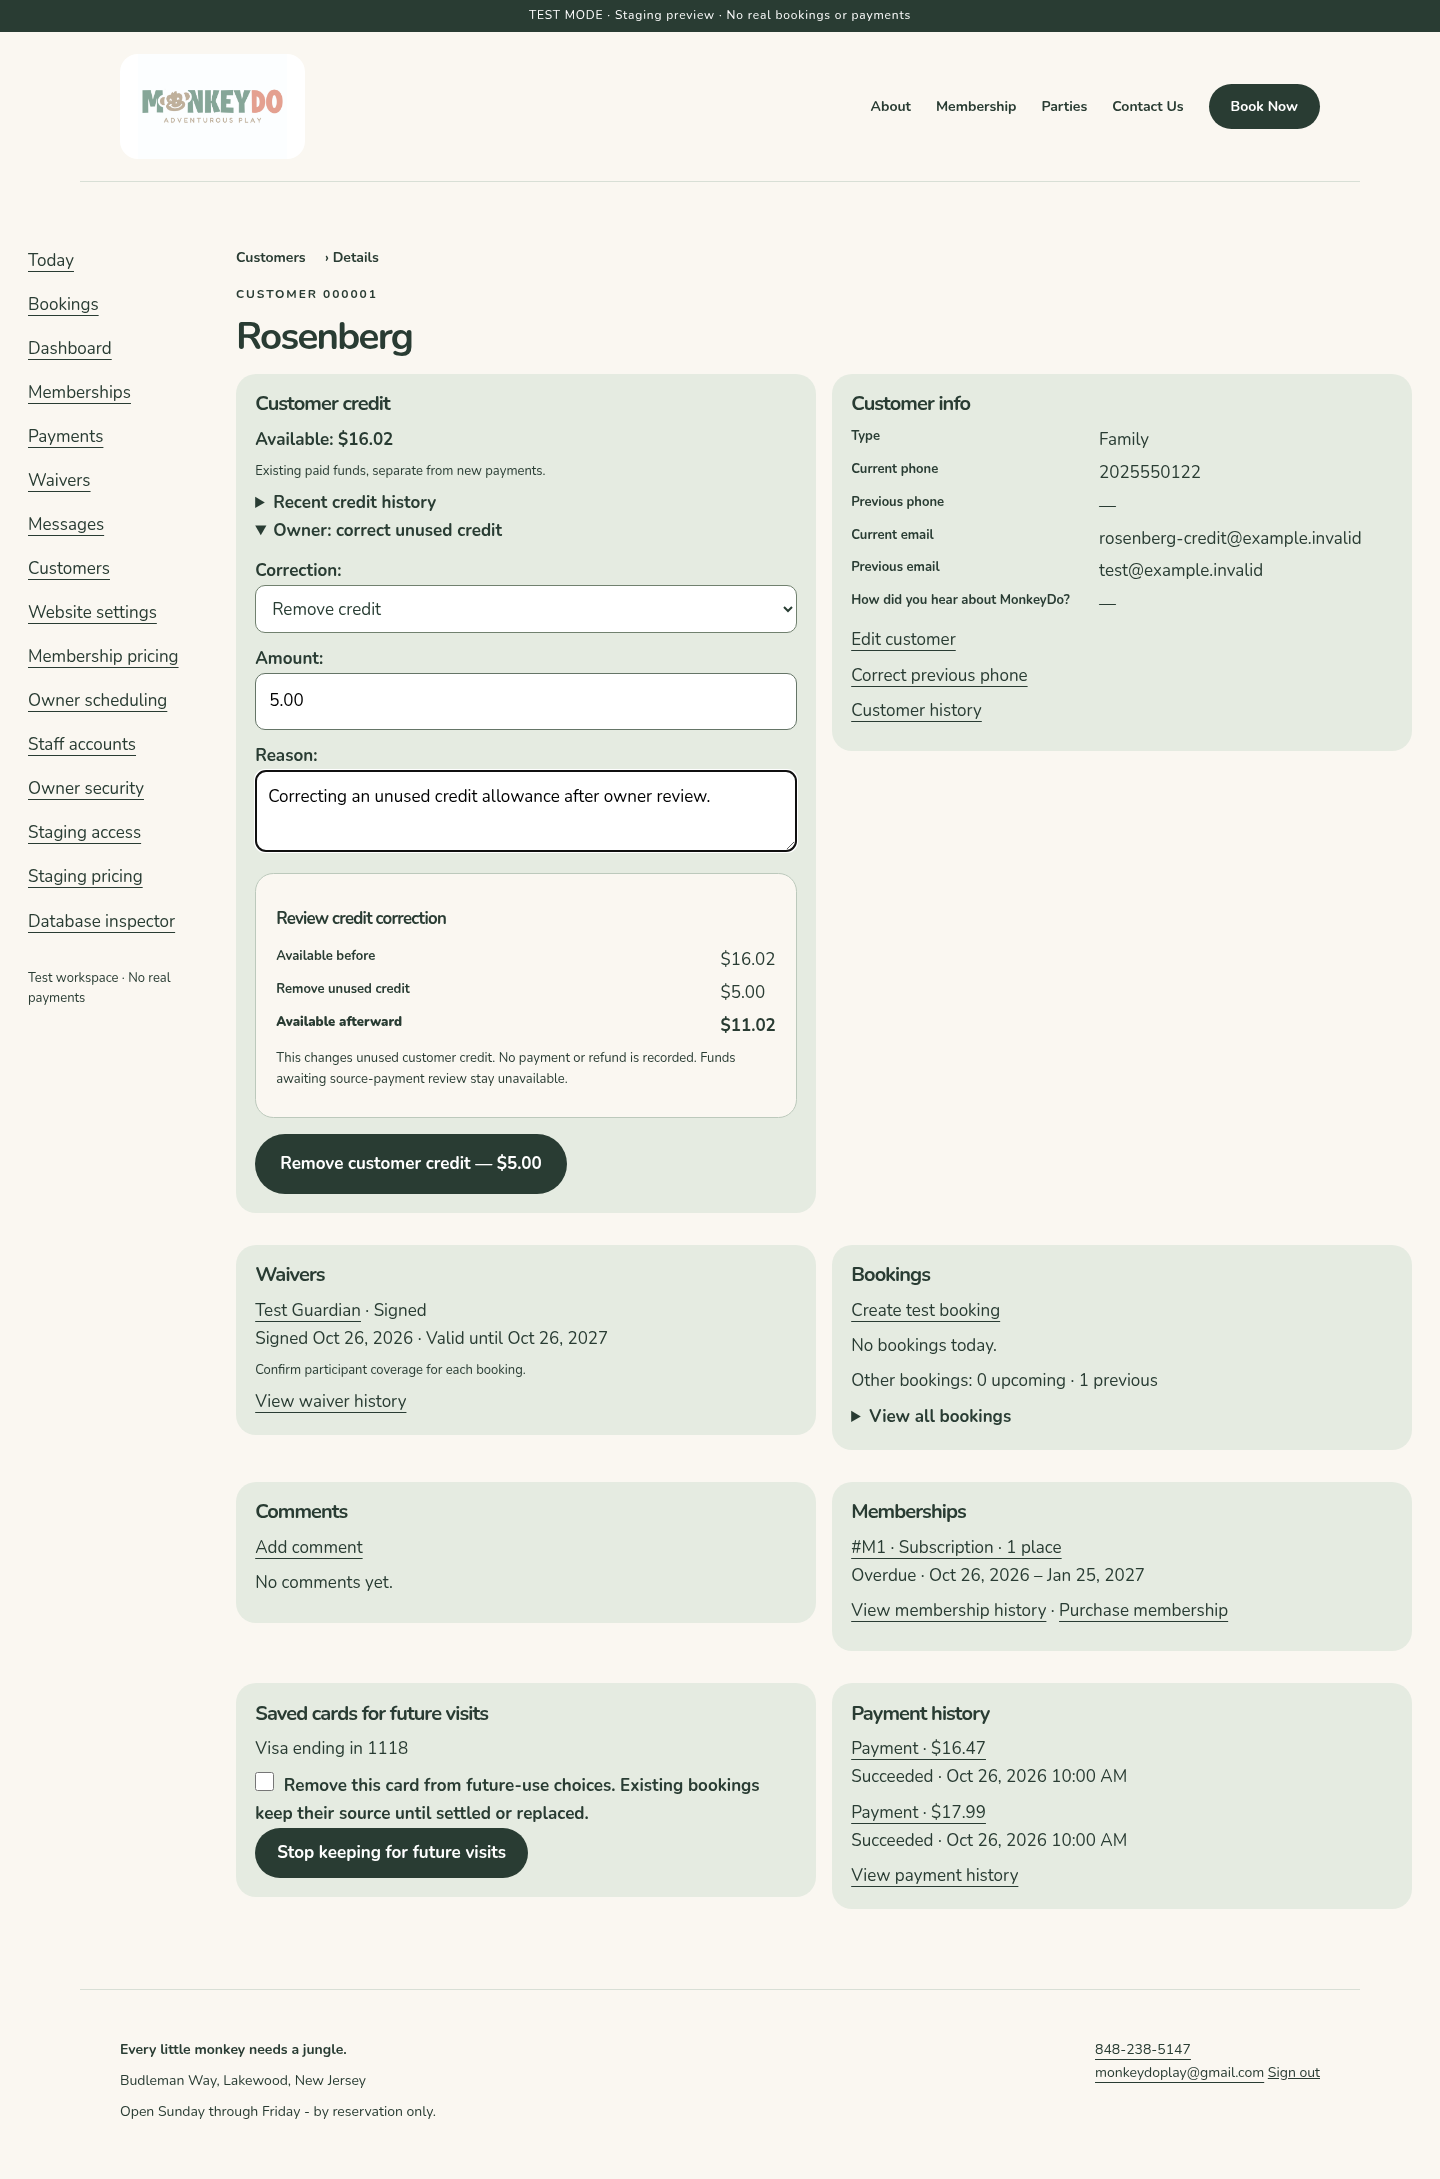 TEST MODE · Staging preview · No real bookings or payments
MONKEYDO
ADVENTUROUS PLAY
About
Membership
Parties
Contact Us
Book Now
Today
Bookings
Dashboard
Memberships
Payments
Waivers
Messages
Customers
Website settings
Membership pricing
Owner scheduling
Staff accounts
Owner security
Staging access
Staging pricing
Database inspector
Test workspace · No real
payments
Customers › Details
CUSTOMER 000001
Rosenberg
Customer credit
Available: $16.02
Existing paid funds, separate from new payments.
▶ Recent credit history
▼ Owner: correct unused credit
Correction:
Remove credit
Amount:
5.00
Reason:
Correcting an unused credit allowance after owner review.
Review credit correction
Available before $16.02
Remove unused credit $5.00
Available afterward $11.02
This changes unused customer credit. No payment or refund is recorded. Funds
awaiting source-payment review stay unavailable.
Remove customer credit — $5.00
Customer info
Type Family
Current phone 2025550122
Previous phone —
Current email rosenberg-credit@example.invalid
Previous email test@example.invalid
How did you hear about MonkeyDo? —
Edit customer
Correct previous phone
Customer history
Waivers
Test Guardian · Signed
Signed Oct 26, 2026 · Valid until Oct 26, 2027
Confirm participant coverage for each booking.
View waiver history
Bookings
Create test booking
No bookings today.
Other bookings: 0 upcoming · 1 previous
▶ View all bookings
Comments
Add comment
No comments yet.
Memberships
#M1 · Subscription · 1 place
Overdue · Oct 26, 2026 – Jan 25, 2027
View membership history · Purchase membership
Saved cards for future visits
Visa ending in 1118
Remove this card from future-use choices. Existing bookings
keep their source until settled or replaced.
Stop keeping for future visits
Payment history
Payment · $16.47
Succeeded · Oct 26, 2026 10:00 AM
Payment · $17.99
Succeeded · Oct 26, 2026 10:00 AM
View payment history
Every little monkey needs a jungle.
Budleman Way, Lakewood, New Jersey
Open Sunday through Friday - by reservation only.
848-238-5147
monkeydoplay@gmail.com Sign out